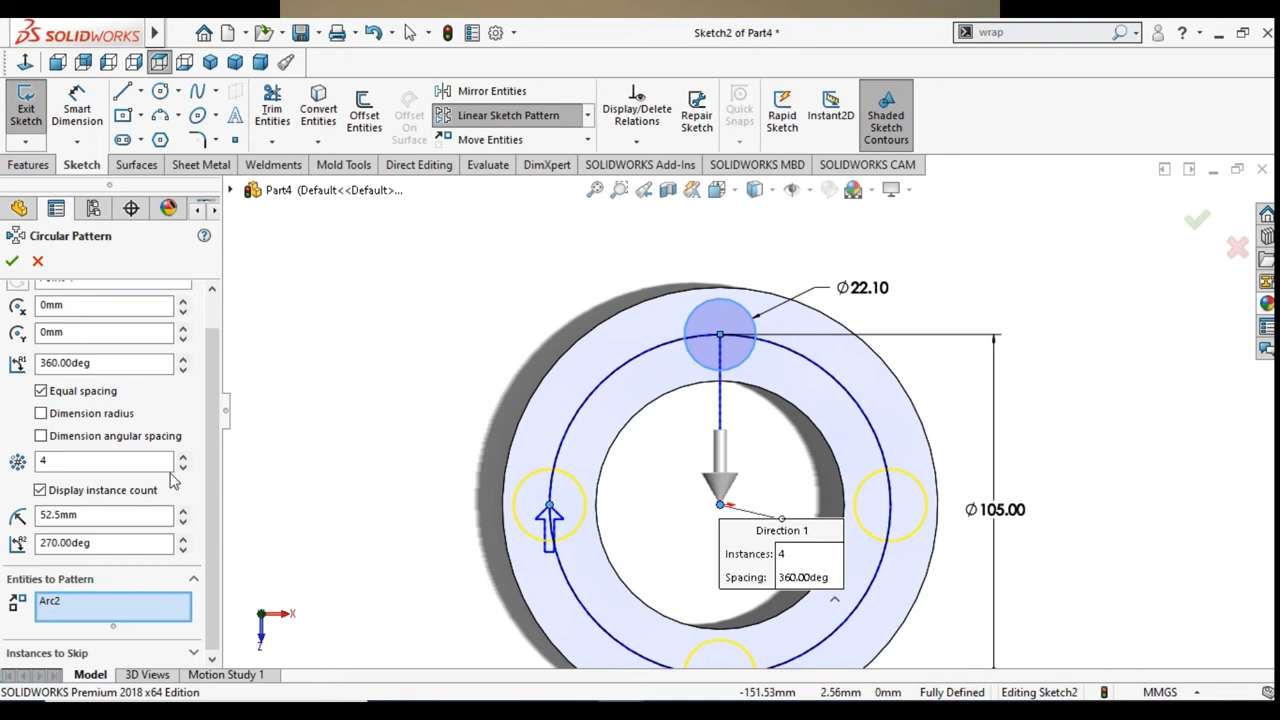 SOLIDWORKS
Sketch2 of Part4 *
wrap
?
Exit Sketch
Smart Dimension
Trim Entities
Convert Entities
Offset Entities
Offset On Surface
Mirror Entities
Linear Sketch Pattern
Move Entities
Display/Delete Relations
Repair Sketch
Quick Snaps
Rapid Sketch
Instant2D
Shaded Sketch Contours
Features
Sketch
Surfaces
Sheet Metal
Weldments
Mold Tools
Direct Editing
Evaluate
DimXpert
SOLIDWORKS Add-Ins
SOLIDWORKS MBD
SOLIDWORKS CAM
Part4 (Default<<Default>...
Circular Pattern
?
0mm
0mm
360.00deg
Equal spacing
Dimension radius
Dimension angular spacing
4
Display instance count
52.5mm
270.00deg
Entities to Pattern
Arc2
Instances to Skip
∅22.10
∅105.00
Direction 1
Instances: 4
Spacing: 360.00deg
X
Z
Model
3D Views
Motion Study 1
SOLIDWORKS Premium 2018 x64 Edition
-151.53mm
2.56mm
0mm
Fully Defined
Editing Sketch2
MMGS